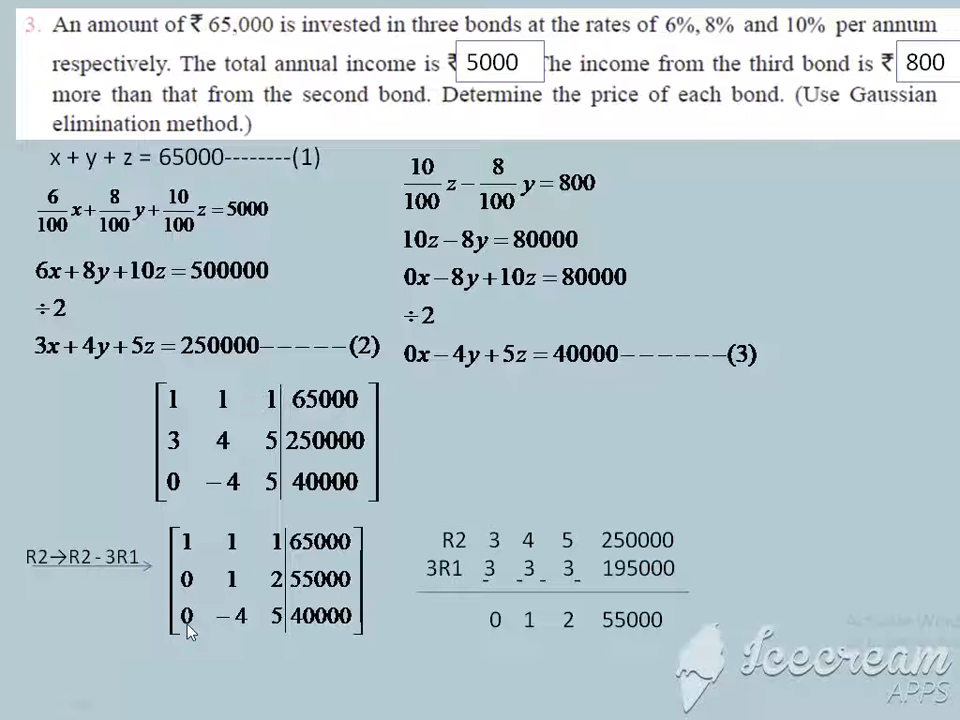 3. An amount of ₹ 65,000 is invested in three bonds at the rates of 6%, 8% and 10% per annum
respectively. The total annual income is ₹ 5000 he income from the third bond is ₹ 800
more than that from the second bond. Determine the price of each bond. (Use Gaussian
elimination method.)
x + y + z = 65000--------(1)
6/100 x + 8/100 y + 10/100 z = 5000
6x + 8y + 10z = 500000
÷2
3x + 4y + 5z = 250000-----(2)
10/100 z − 8/100 y = 800
10z − 8y = 80000
0x − 8y + 10z = 80000
÷2
0x − 4y + 5z = 40000------(3)
1 1 1 65000
3 4 5 250000
0 −4 5 40000
R2→R2 - 3R1
1 1 1 65000
0 1 2 55000
0 −4 5 40000
R2 3 4 5 250000
3R1 3 3 3 195000
- - - -
0 1 2 55000
Icecream
APPS